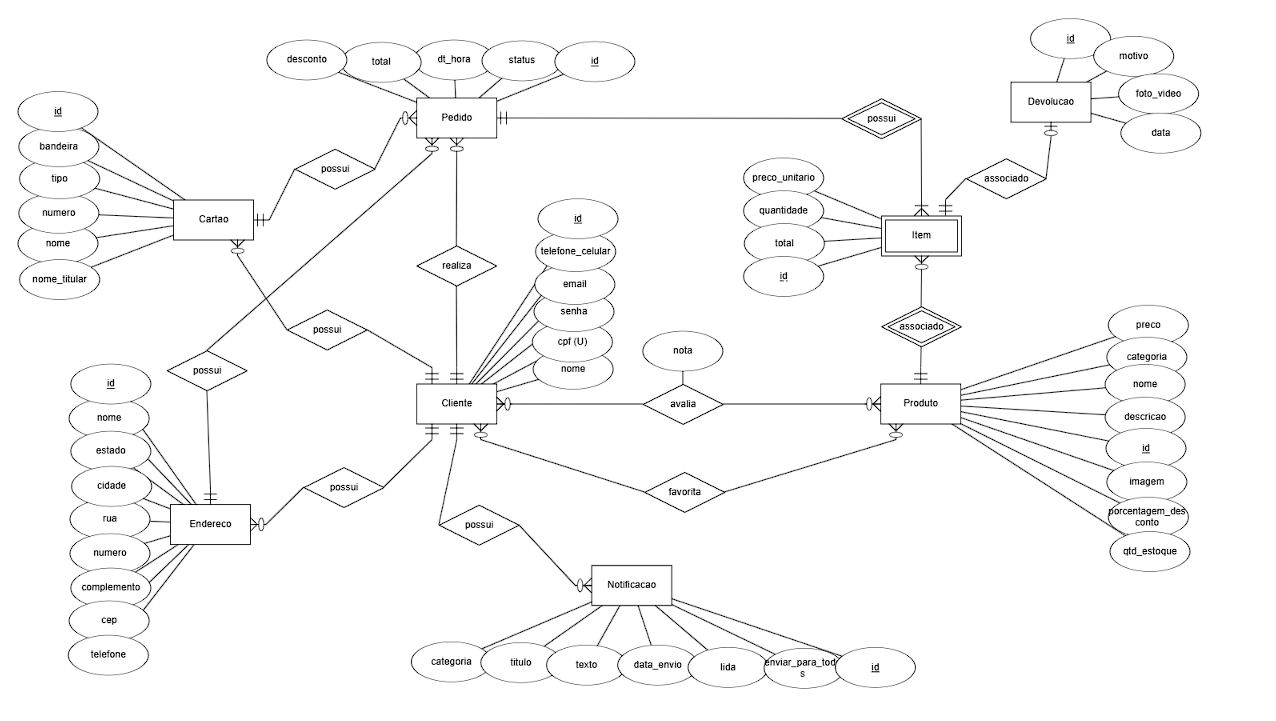 desconto
total
dt_hora
status
id
id
motivo
foto_video
data
Devolucao
Pedido
possui
id
bandeira
tipo
numero
nome
nome_titular
Cartao
possui
preco_unitario
quantidade
total
id
Item
associado
realiza
id
telefone_celular
email
senha
cpf (U)
nome
possui
associado
possui
nota
Cliente
avalia
Produto
preco
categoria
nome
descricao
id
imagem
porcentagem_des
conto
qtd_estoque
id
nome
estado
cidade
rua
numero
complemento
cep
telefone
Endereco
possui
favorita
possui
Notificacao
categoria
titulo
texto
data_envio
lida
enviar_para_todo
s
id